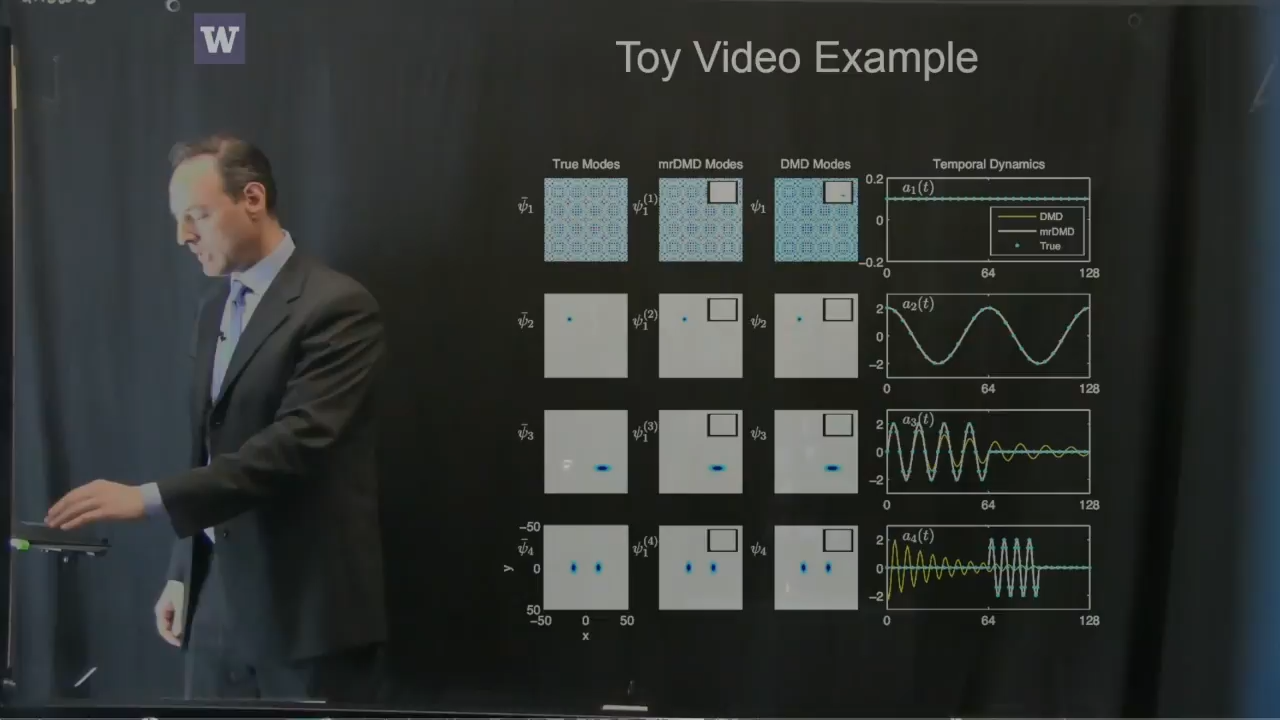 W
Toy Video Example
True Modes mrDMD Modes DMD Modes Temporal Dynamics
ψ̄₁ ψ₁⁽¹⁾ ψ₁ 0.2 0 −0.2 a₁(t) DMD mrDMD True
0 64 128
ψ̄₂ ψ₁⁽²⁾ ψ₂ 2 0 −2 a₂(t)
0 64 128
ψ̄₃ ψ₁⁽³⁾ ψ₃ 2 0 −2 a₃(t)
0 64 128
ψ̄₄ ψ₁⁽⁴⁾ ψ₄ 2 0 −2 a₄(t)
−50 0 50 y
−50 0 50 0 64 128
x